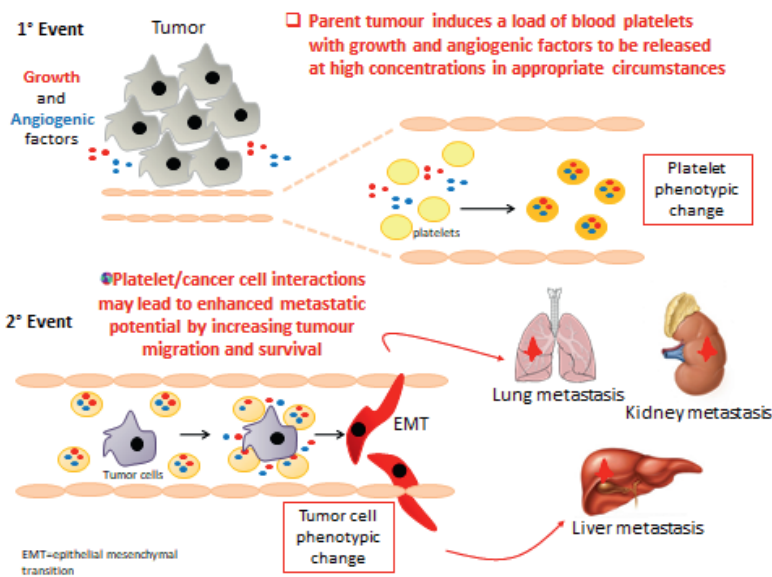 1° Event
Tumor
Growth
and
Angiogenic
factors
❑ Parent tumour induces a load of blood platelets
with growth and angiogenic factors to be released
at high concentrations in appropriate circumstances
platelets
Platelet
phenotypic
change
2° Event
Platelet/cancer cell interactions
may lead to enhanced metastatic
potential by increasing tumour
migration and survival
Tumor cells
EMT
Lung metastasis
Kidney metastasis
Liver metastasis
Tumor cell
phenotypic
change
EMT=epithelial mesenchymal
transition